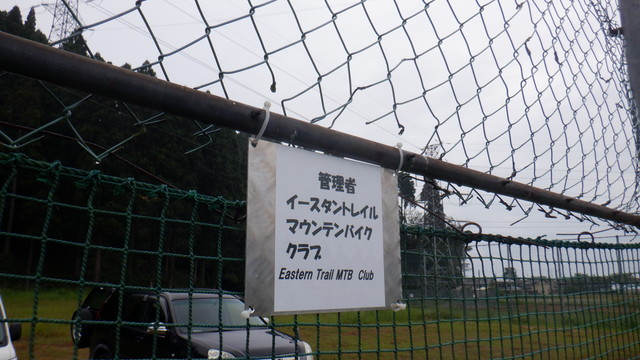 管理者
イースタントレイル
マウンテンバイク
クラブ
Eastern Trail MTB Club